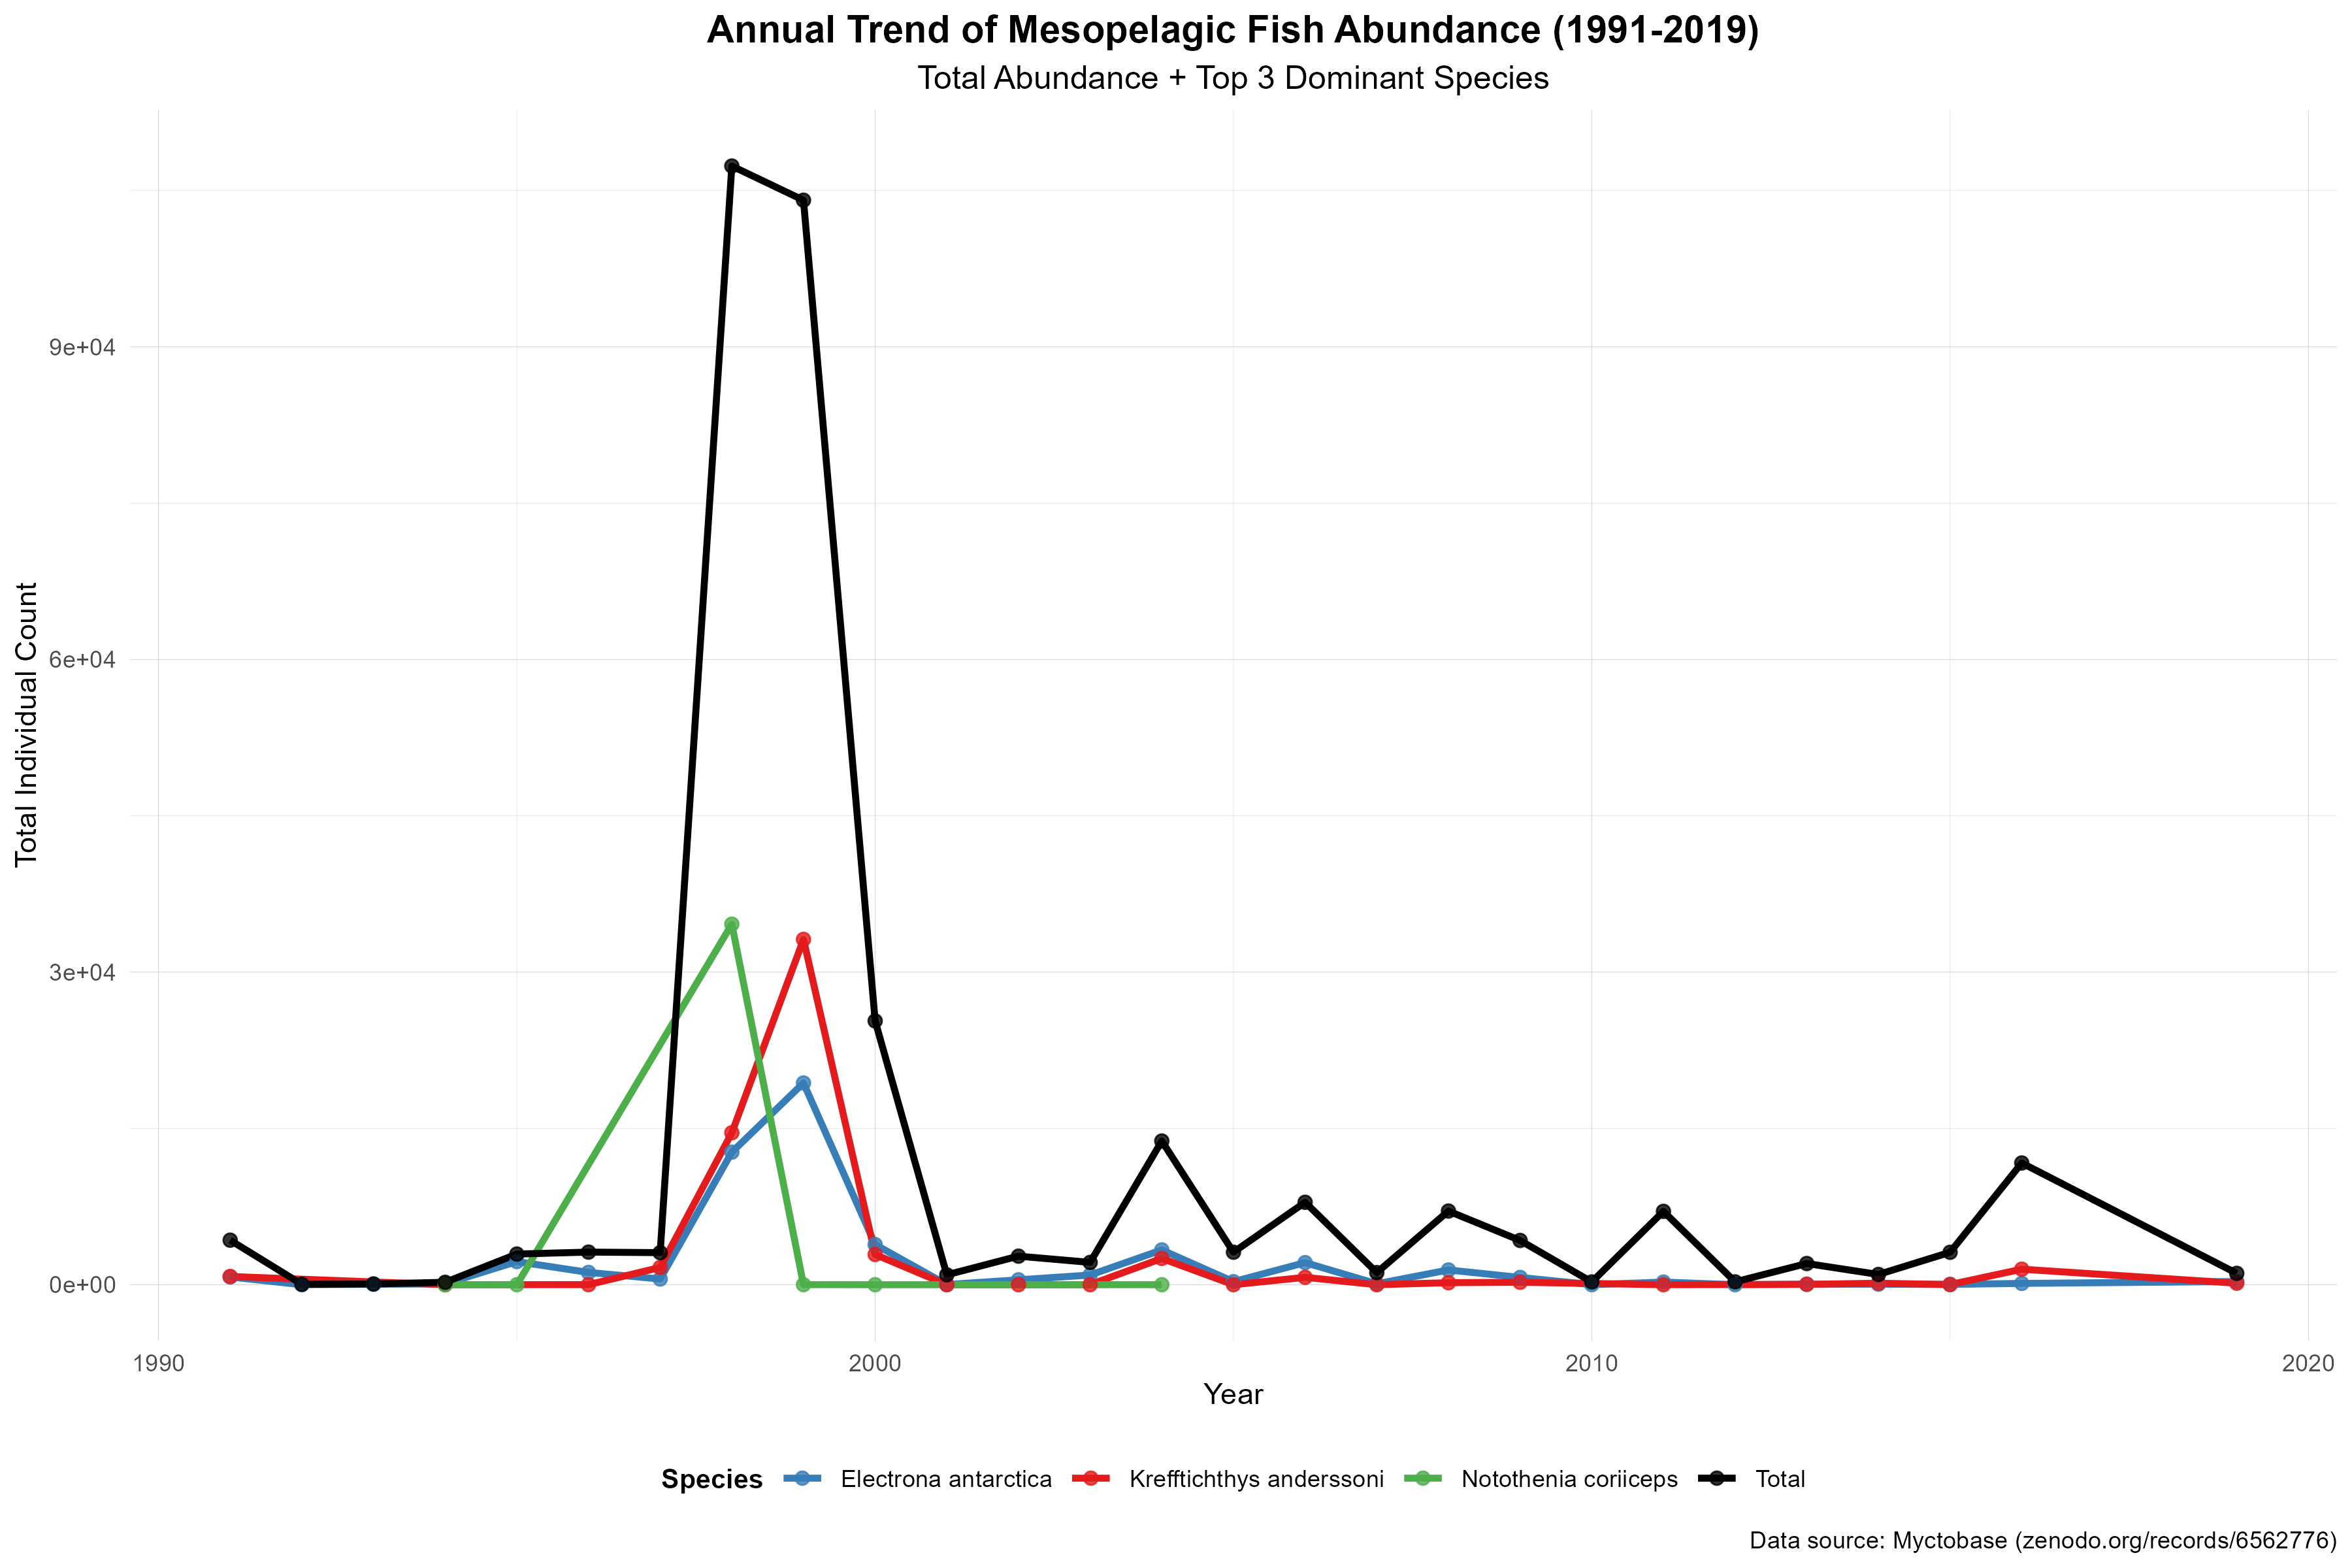 Annual Trend of Mesopelagic Fish Abundance (1991-2019)
Total Abundance + Top 3 Dominant Species
Total Individual Count
9e+04
6e+04
3e+04
0e+00
1990 2000 2010 2020
Year
Species Electrona antarctica Krefftichthys anderssoni Notothenia coriiceps Total
Data source: Myctobase (zenodo.org/records/6562776)